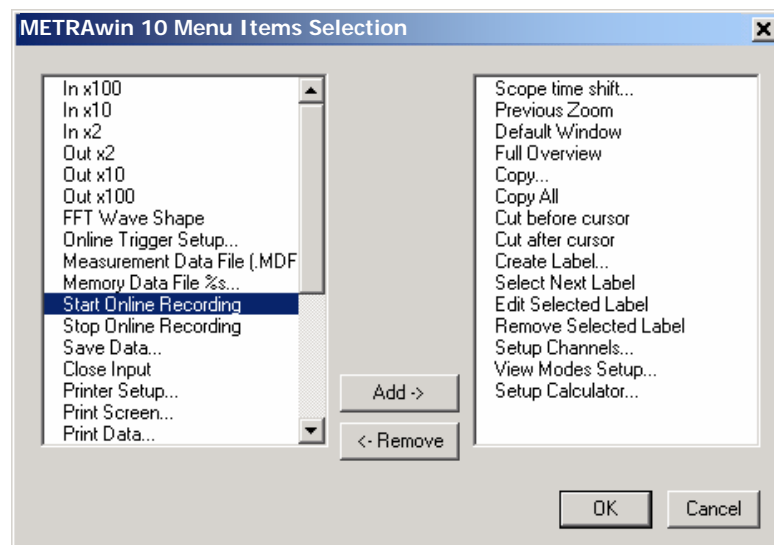 METRAwin 10 Menu Items Selection
In x100
In x10
In x2
Out x2
Out x10
Out x100
FFT Wave Shape
Online Trigger Setup...
Measurement Data File (.MDF
Memory Data File %s...
Start Online Recording
Stop Online Recording
Save Data...
Close Input
Printer Setup...
Print Screen...
Print Data...
Add ->
<- Remove
Scope time shift...
Previous Zoom
Default Window
Full Overview
Copy...
Copy All
Cut before cursor
Cut after cursor
Create Label...
Select Next Label
Edit Selected Label
Remove Selected Label
Setup Channels...
View Modes Setup...
Setup Calculator...
OK
Cancel